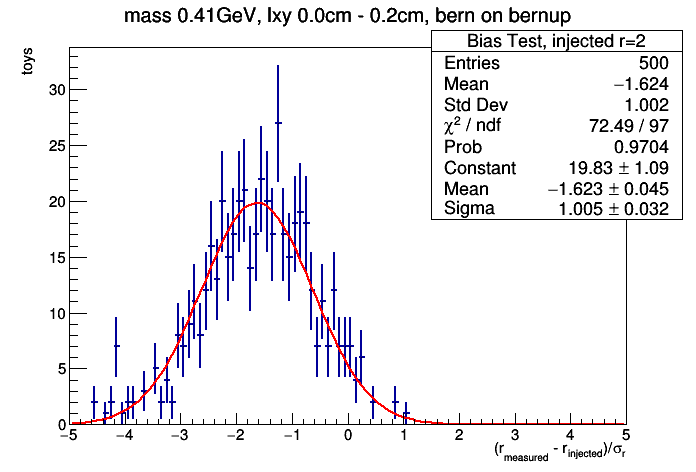 mass 0.41GeV, lxy 0.0cm - 0.2cm, bern on bernup
Bias Test, injected r=2
Entries 500
Mean −1.624
Std Dev 1.002
χ² / ndf 72.49 / 97
Prob 0.9704
Constant 19.83 ± 1.09
Mean −1.623 ± 0.045
Sigma 1.005 ± 0.032
toys
30
25
20
15
10
5
0
−5 −4 −3 −2 −1 0 1 2 3 4 5
(r_measured - r_injected)/σ_r